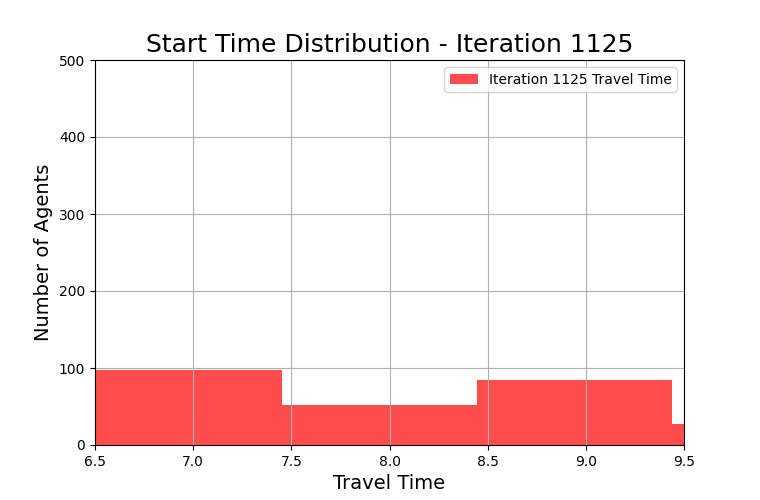 Start Time Distribution - Iteration 1125
500
Iteration 1125 Travel Time
400
300
200
100
0
Number of Agents
6.5 7.0 7.5 8.0 8.5 9.0 9.5
Travel Time